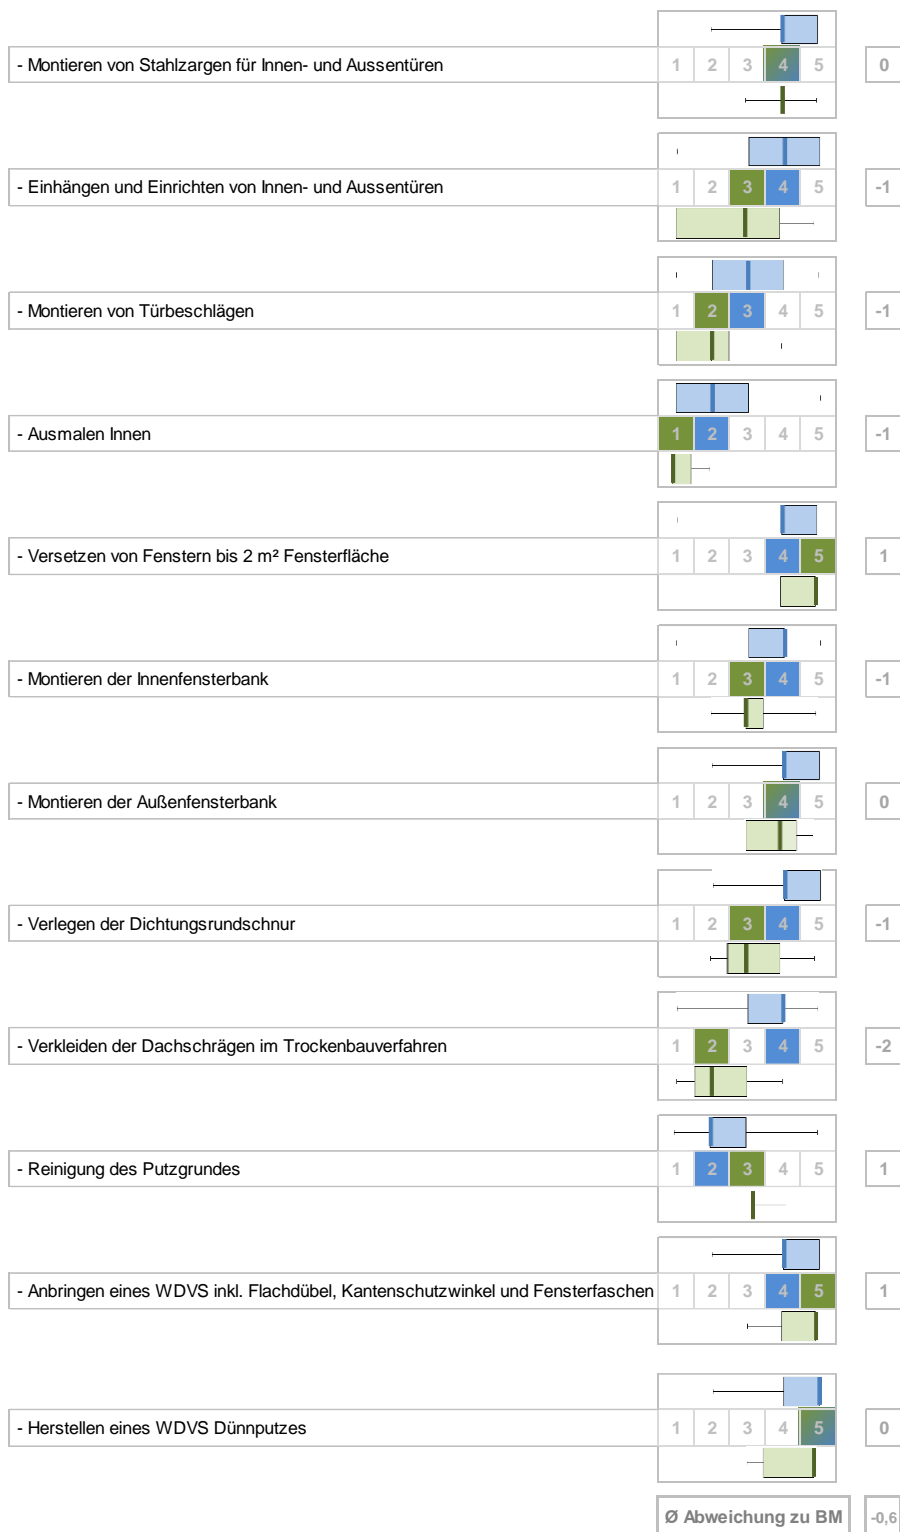 - Montieren von Stahlzargen für Innen- und Aussentüren 1 2 3 4 5 0
- Einhängen und Einrichten von Innen- und Aussentüren 1 2 3 4 5 -1
- Montieren von Türbeschlägen 1 2 3 4 5 -1
- Ausmalen Innen 1 2 3 4 5 -1
- Versetzen von Fenstern bis 2 m² Fensterfläche 1 2 3 4 5 1
- Montieren der Innenfensterbank 1 2 3 4 5 -1
- Montieren der Außenfensterbank 1 2 3 4 5 0
- Verlegen der Dichtungsrundschnur 1 2 3 4 5 -1
- Verkleiden der Dachschrägen im Trockenbauverfahren 1 2 3 4 5 -2
- Reinigung des Putzgrundes 1 2 3 4 5 1
- Anbringen eines WDVS inkl. Flachdübel, Kantenschutzwinkel und Fensterfaschen 1 2 3 4 5 1
- Herstellen eines WDVS Dünnputzes 1 2 3 4 5 0
Ø Abweichung zu BM -0,6